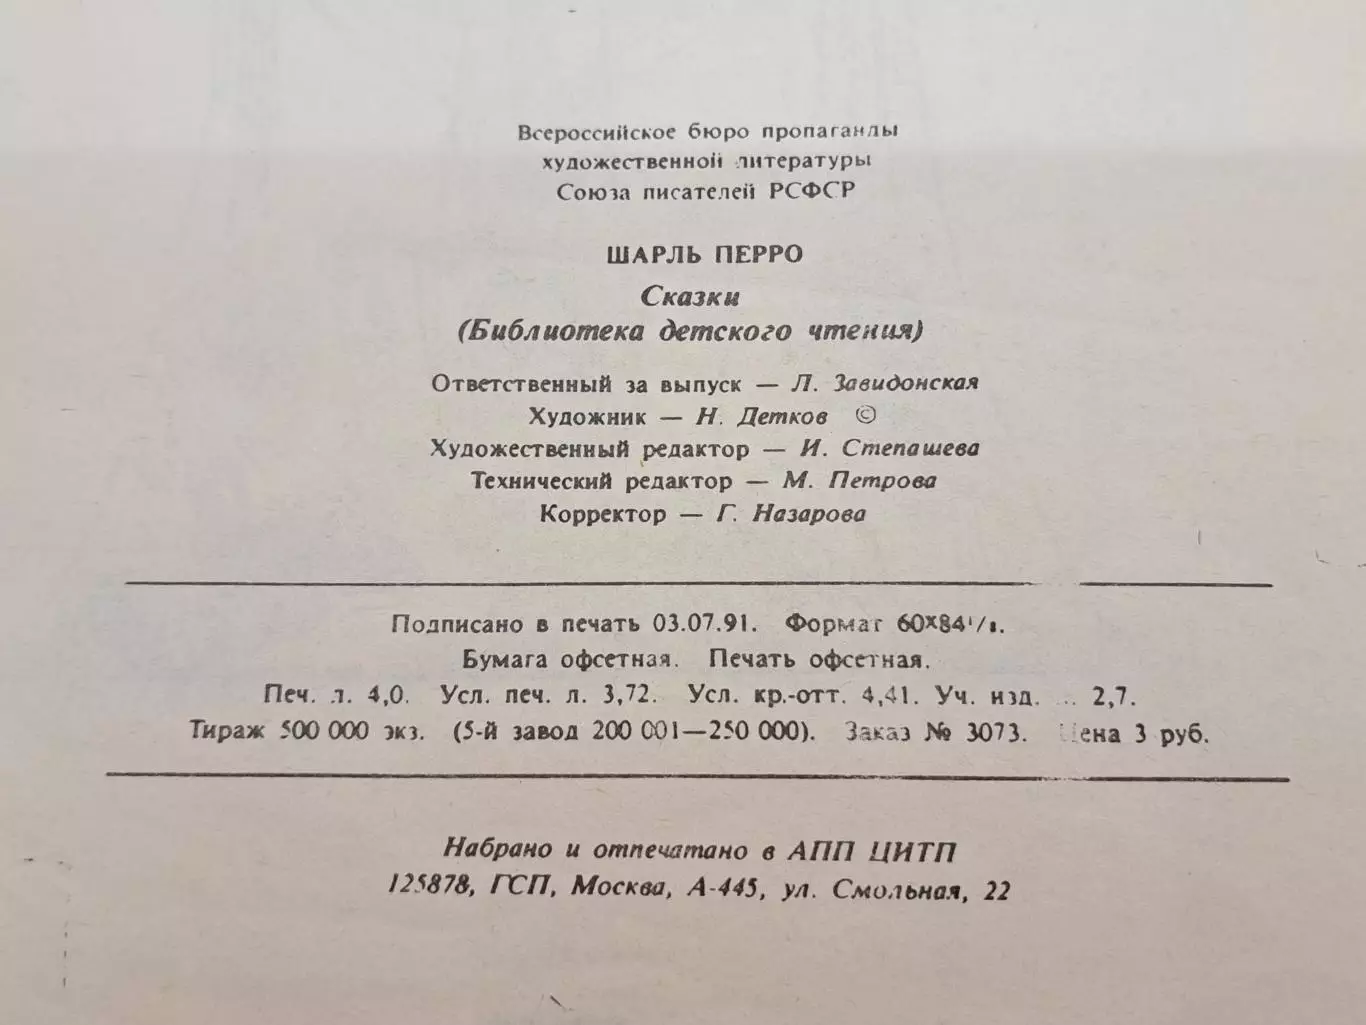 Всероссийское бюро пропаганды
художественной литературы
Союза писателей РСФСР
ШАРЛЬ ПЕРРО
Сказки
(Библиотека детского чтения)
Ответственный за выпуск — Л. Завидонская
Художник — Н. Детков ©
Художественный редактор — И. Степашева
Технический редактор — М. Петрова
Корректор — Г. Назарова
Подписано в печать 03.07.91. Формат 60×84¹/₈.
Бумага офсетная. Печать офсетная.
Печ. л. 4,0. Усл. печ. л. 3,72. Усл. кр.-отт. 4,41. Уч. изд. 2,7.
Тираж 500 000 экз. (5-й завод 200 001—250 000). Заказ № 3073. Цена 3 руб.
Набрано и отпечатано в АПП ЦИТП
125878, ГСП, Москва, А-445, ул. Смольная, 22